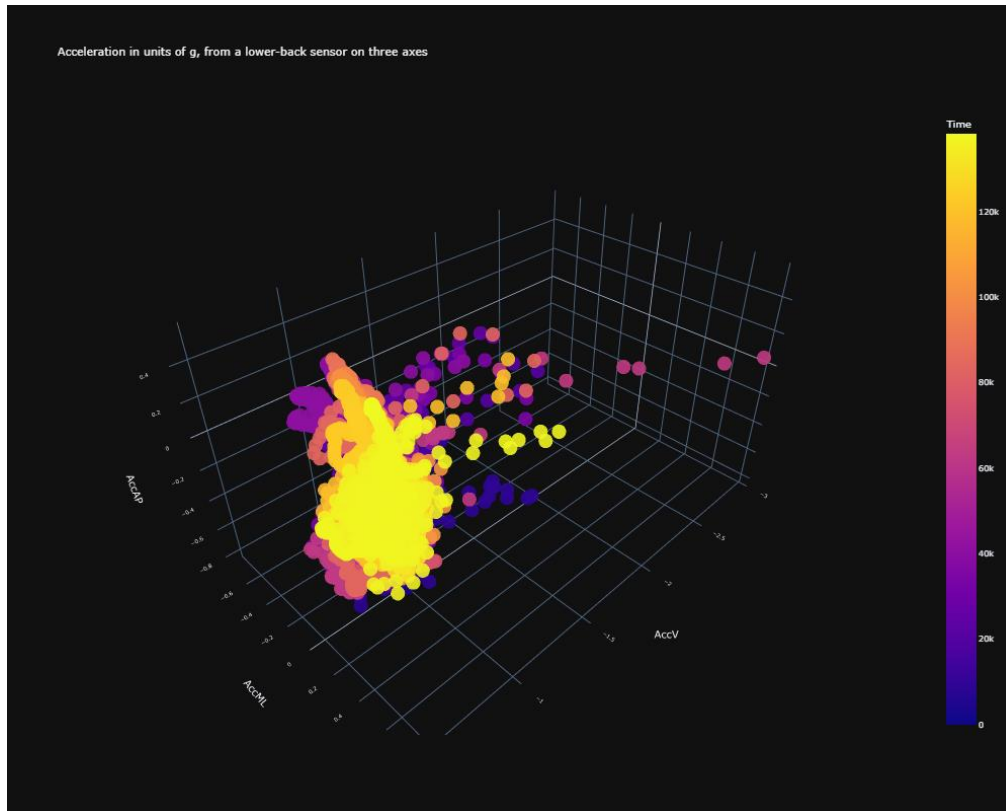 Acceleration in units of g, from a lower-back sensor on three axes
Time
120k
100k
80k
60k
40k
20k
0
0.4
0.2
0
−0.2
−0.4
−0.6
−0.8
AccAP
−0.6
−0.4
−0.2
0
0.2
0.4
AccML
−3
−2.5
−2
−1.5
−1
AccV